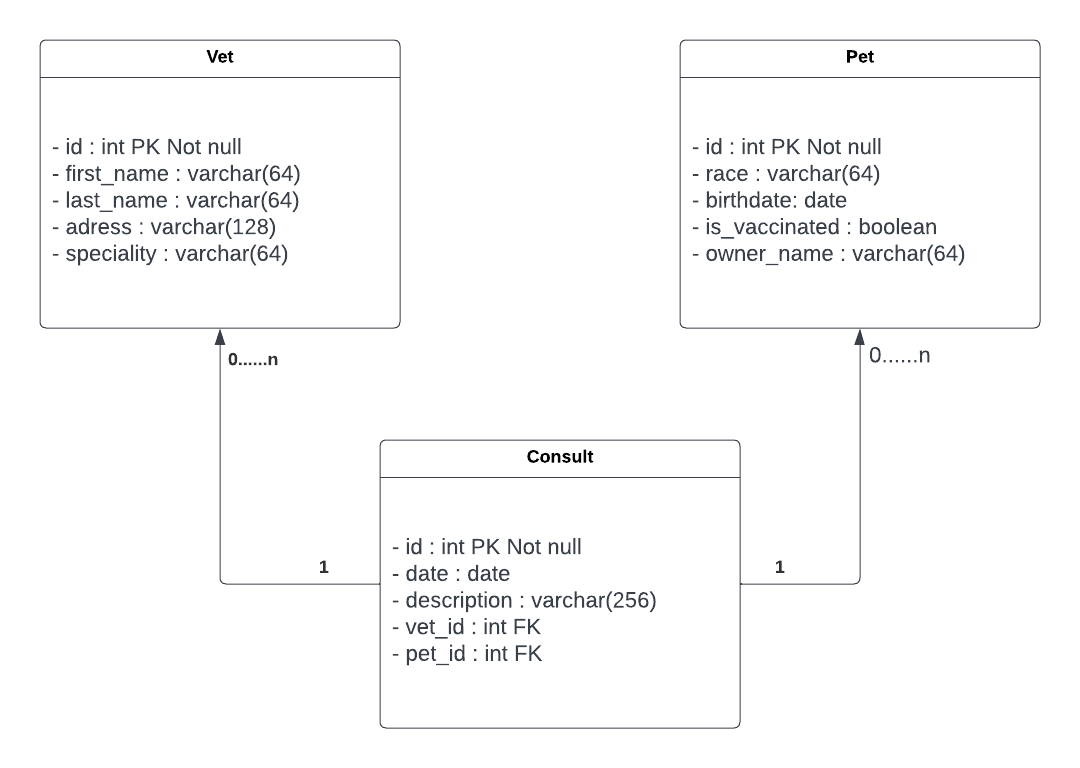 Vet
- id : int PK Not null
- first_name : varchar(64)
- last_name : varchar(64)
- adress : varchar(128)
- speciality : varchar(64)
0......n
Pet
- id : int PK Not null
- race : varchar(64)
- birthdate: date
- is_vaccinated : boolean
- owner_name : varchar(64)
0......n
1
Consult
- id : int PK Not null
- date : date
- description : varchar(256)
- vet_id : int FK
- pet_id : int FK
1